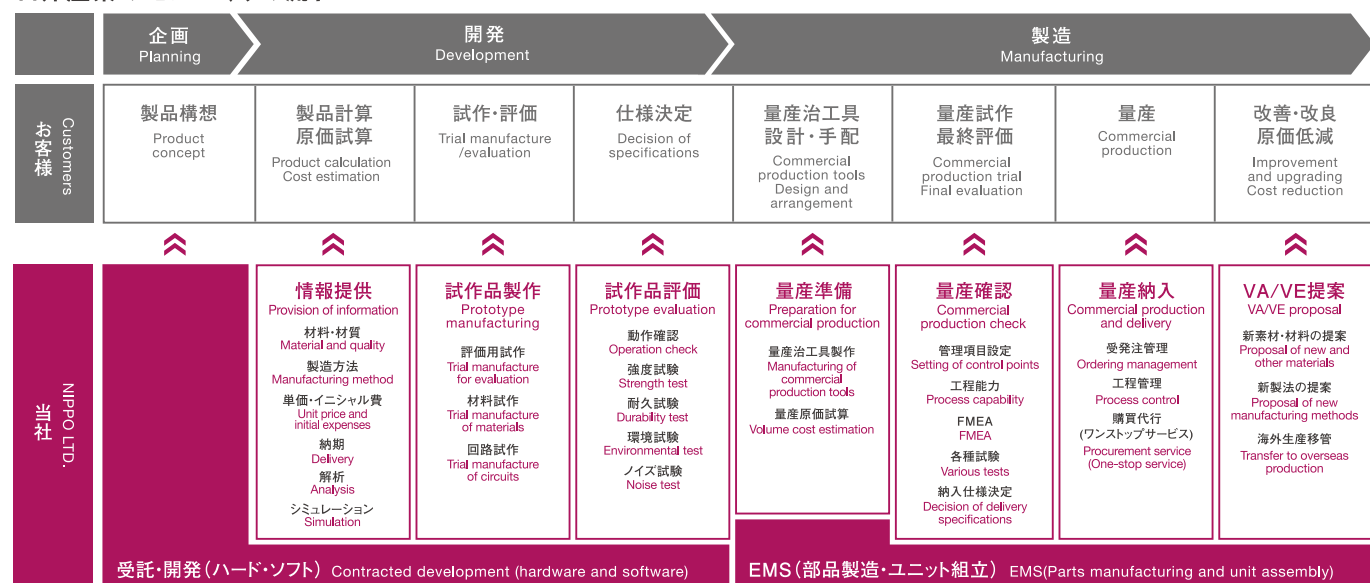 企画
Planning
開発
Development
製造
Manufacturing
お客様
Customers
製品構想
Product
concept
製品計算
原価試算
Product calculation
Cost estimation
試作・評価
Trial manufacture
/evaluation
仕様決定
Decision of
specifications
量産治工具
設計・手配
Commercial
production tools
Design and
arrangement
量産試作
最終評価
Commercial
production trial
Final evaluation
量産
Commercial
production
改善・改良
原価低減
Improvement
and upgrading
Cost reduction
当社
NIPPO LTD.
情報提供
Provision of information
材料・材質
Material and quality
製造方法
Manufacturing method
単価・イニシャル費
Unit price and
initial expenses
納期
Delivery
解析
Analysis
シミュレーション
Simulation
試作品製作
Prototype
manufacturing
評価用試作
Trial manufacture
for evaluation
材料試作
Trial manufacture
of materials
回路試作
Trial manufacture
of circuits
試作品評価
Prototype evaluation
動作確認
Operation check
強度試験
Strength test
耐久試験
Durability test
環境試験
Environmental test
ノイズ試験
Noise test
量産準備
Preparation for
commercial production
量産治工具製作
Manufacturing of
commercial
production tools
量産原価試算
Volume cost estimation
量産確認
Commercial
production check
管理項目設定
Setting of control points
工程能力
Process capability
FMEA
FMEA
各種試験
Various tests
納入仕様決定
Decision of delivery
specifications
量産納入
Commercial production
and delivery
受発注管理
Ordering management
工程管理
Process control
購買代行
(ワンストップサービス)
Procurement service
(One-stop service)
VA/VE提案
VA/VE proposal
新素材・材料の提案
Proposal of new and
other materials
新製法の提案
Proposal of new
manufacturing methods
海外生産移管
Transfer to overseas
production
受託・開発(ハード・ソフト) Contracted development (hardware and software)
EMS(部品製造・ユニット組立) EMS(Parts manufacturing and unit assembly)